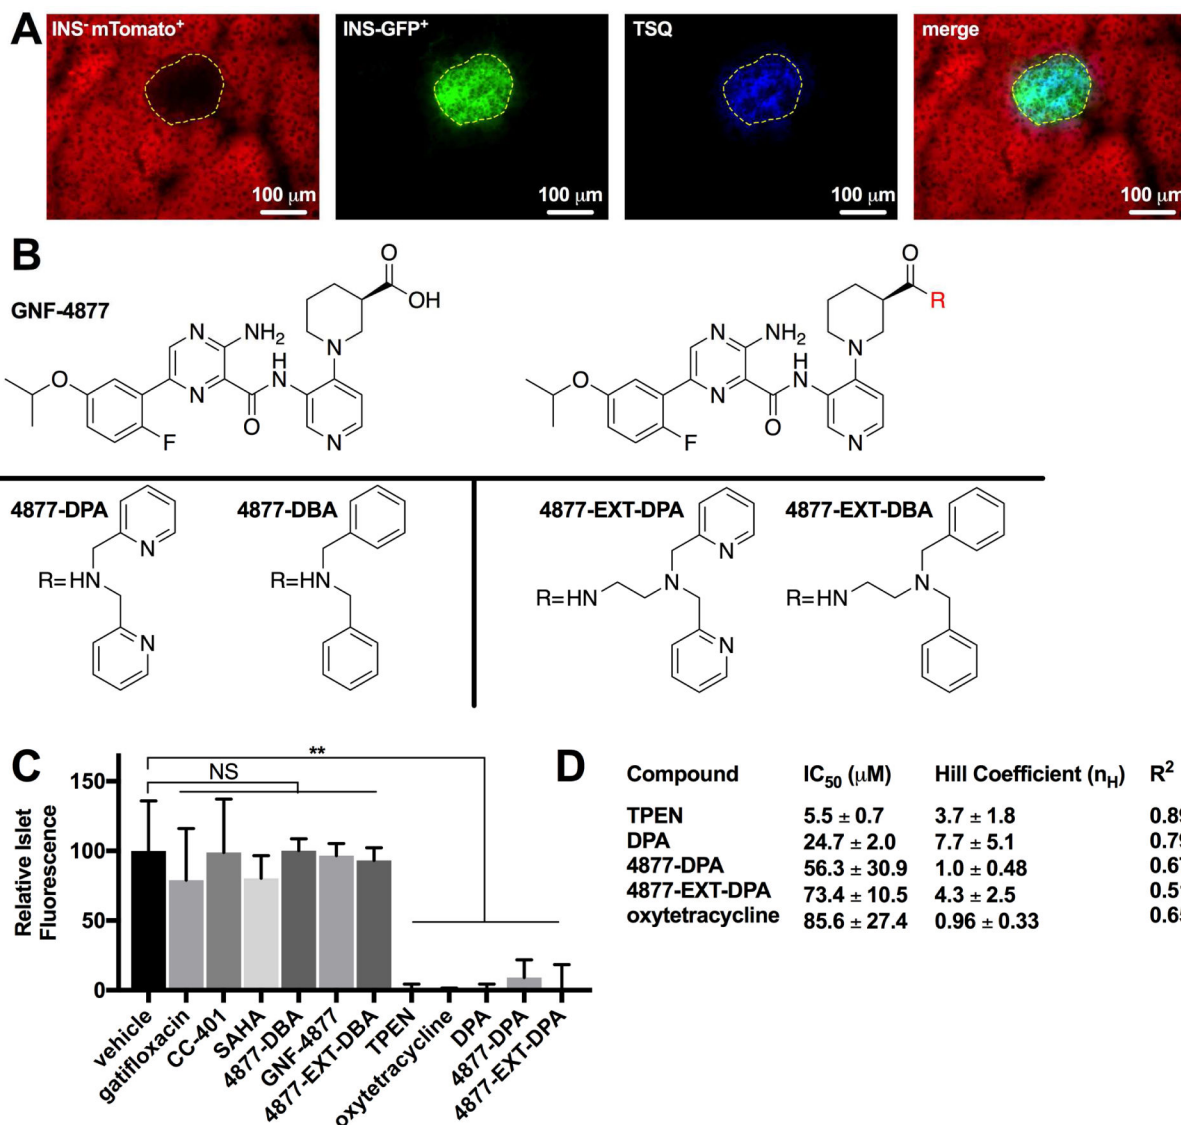 A
INS⁻ mTomato⁺
INS-GFP⁺
TSQ
merge
100 μm
100 μm
100 μm
100 μm
B
GNF-4877
O
OH
N
NH₂
N
H
N
N
O
O
F
N
O
R
N
NH₂
N
H
N
N
O
O
F
N
4877-DPA
N
R=HN
N
4877-DBA
R=HN
4877-EXT-DPA
N
N
R=HN
N
4877-EXT-DBA
N
R=HN
C
**
NS
150
100
50
0
Relative Islet
Fluorescence
vehicle
gatifloxacin
CC-401
SAHA
4877-DBA
GNF-4877
4877-EXT-DBA
TPEN
oxytetracycline
DPA
4877-DPA
4877-EXT-DPA
D
Compound IC₅₀ (μM) Hill Coefficient (n_H) R²
TPEN 5.5 ± 0.7 3.7 ± 1.8
DPA 24.7 ± 2.0 7.7 ± 5.1
4877-DPA 56.3 ± 30.9 1.0 ± 0.48
4877-EXT-DPA 73.4 ± 10.5 4.3 ± 2.5
oxytetracycline 85.6 ± 27.4 0.96 ± 0.33